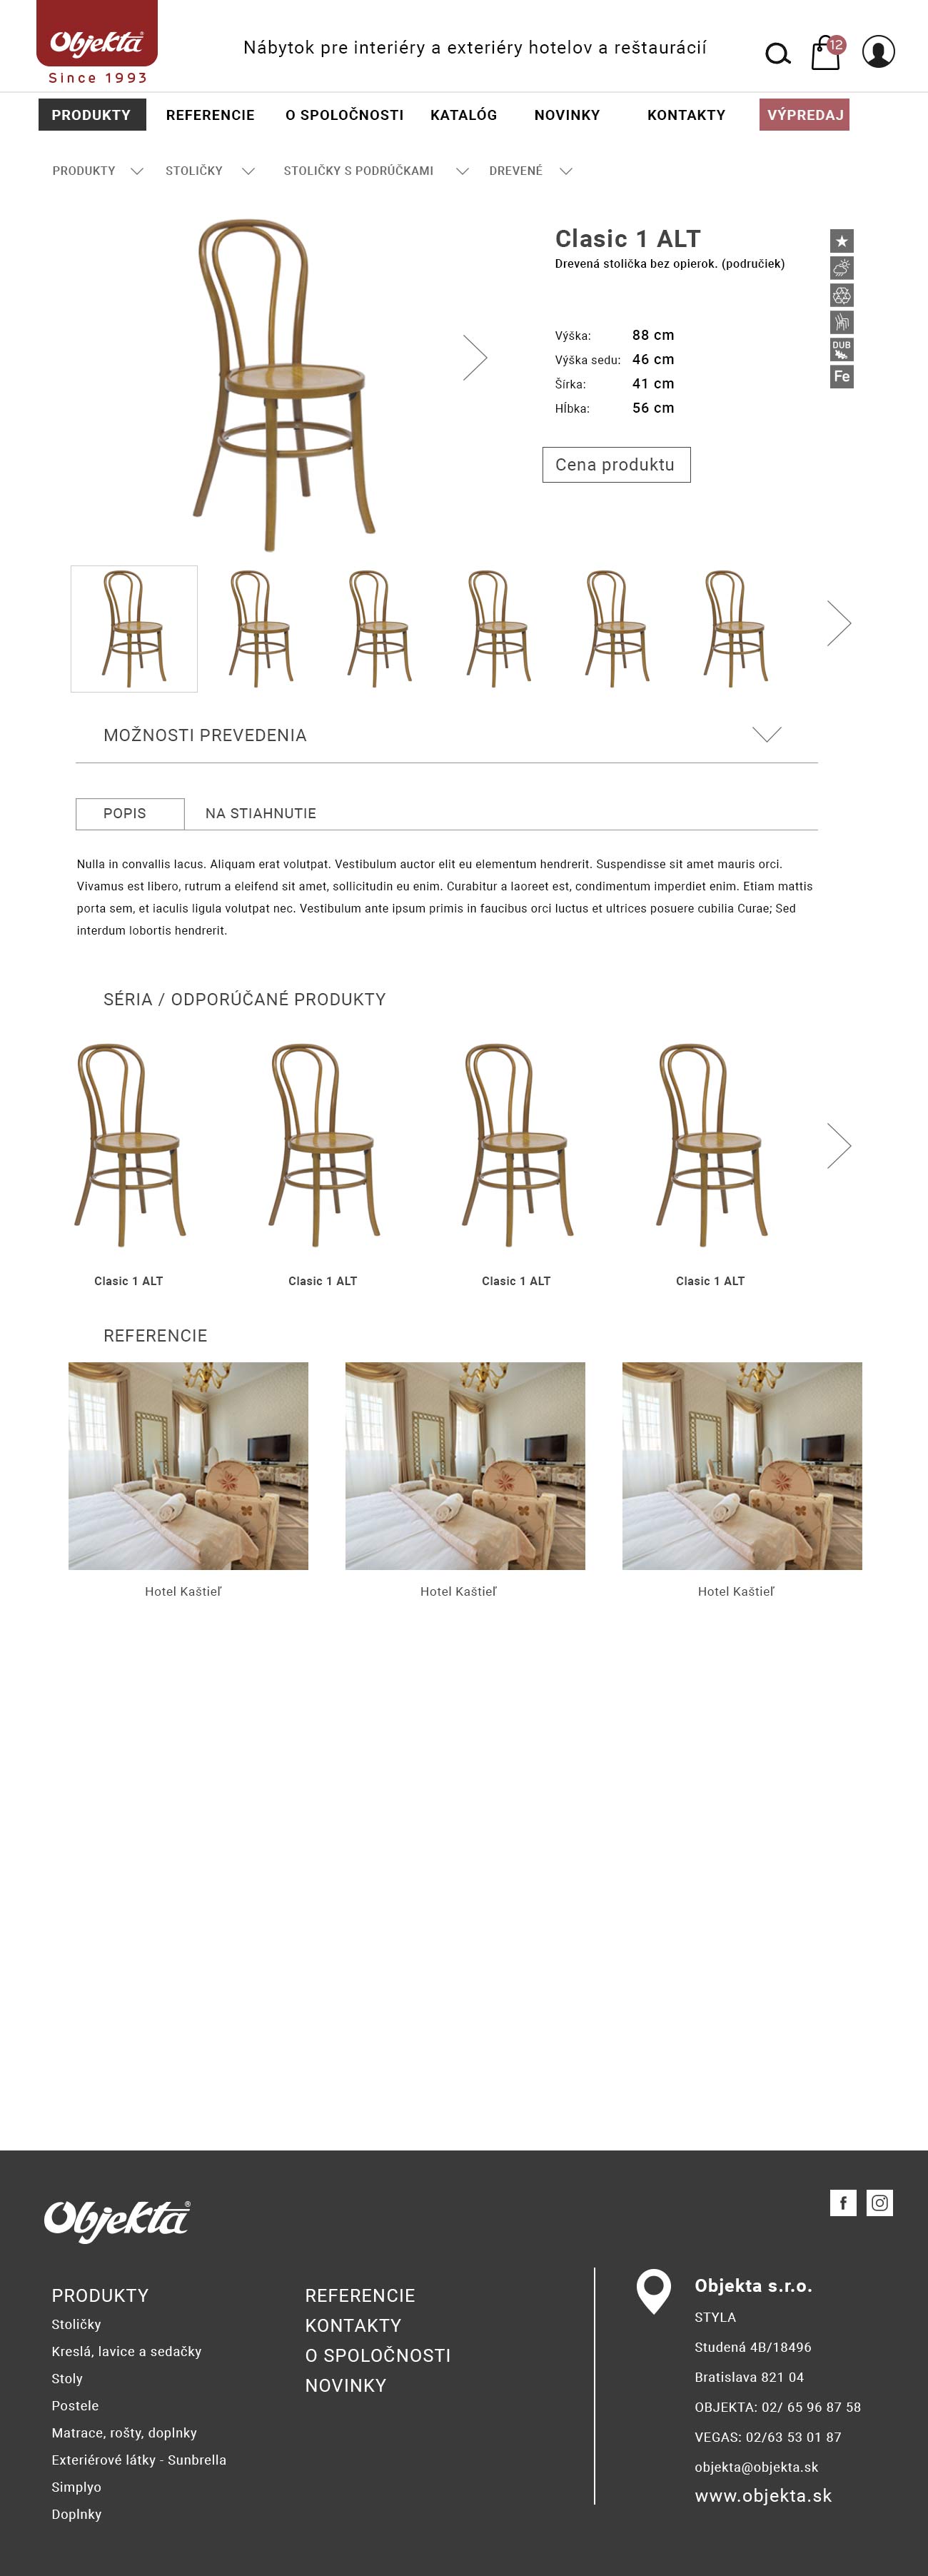 Objekta®
Since 1993
Nábytok pre interiéry a exteriéry hotelov a reštaurácií
12
PRODUKTY REFERENCIE O SPOLOČNOSTI KATALÓG NOVINKY KONTAKTY VÝPREDAJ
PRODUKTY STOLIČKY STOLIČKY S PODRÚČKAMI DREVENÉ
Clasic 1 ALT
Drevená stolička bez opierok. (područiek)
Výška: 88 cm
Výška sedu: 46 cm
Šírka: 41 cm
Hĺbka: 56 cm
DUB
Fe
Cena produktu
MOŽNOSTI PREVEDENIA
POPIS NA STIAHNUTIE
Nulla in convallis lacus. Aliquam erat volutpat. Vestibulum auctor elit eu elementum hendrerit. Suspendisse sit amet mauris orci.
Vivamus est libero, rutrum a eleifend sit amet, sollicitudin eu enim. Curabitur a laoreet est, condimentum imperdiet enim. Etiam mattis
porta sem, et iaculis ligula volutpat nec. Vestibulum ante ipsum primis in faucibus orci luctus et ultrices posuere cubilia Curae; Sed
interdum lobortis hendrerit.
SÉRIA / ODPORÚČANÉ PRODUKTY
Clasic 1 ALT Clasic 1 ALT Clasic 1 ALT Clasic 1 ALT
REFERENCIE
Hotel Kaštieľ Hotel Kaštieľ Hotel Kaštieľ
Objekta®
f
PRODUKTY
Stoličky
Kreslá, lavice a sedačky
Stoly
Postele
Matrace, rošty, doplnky
Exteriérové látky - Sunbrella
Simplyo
Doplnky
REFERENCIE
KONTAKTY
O SPOLOČNOSTI
NOVINKY
Objekta s.r.o.
STYLA
Studená 4B/18496
Bratislava 821 04
OBJEKTA: 02/ 65 96 87 58
VEGAS: 02/63 53 01 87
objekta@objekta.sk
www.objekta.sk